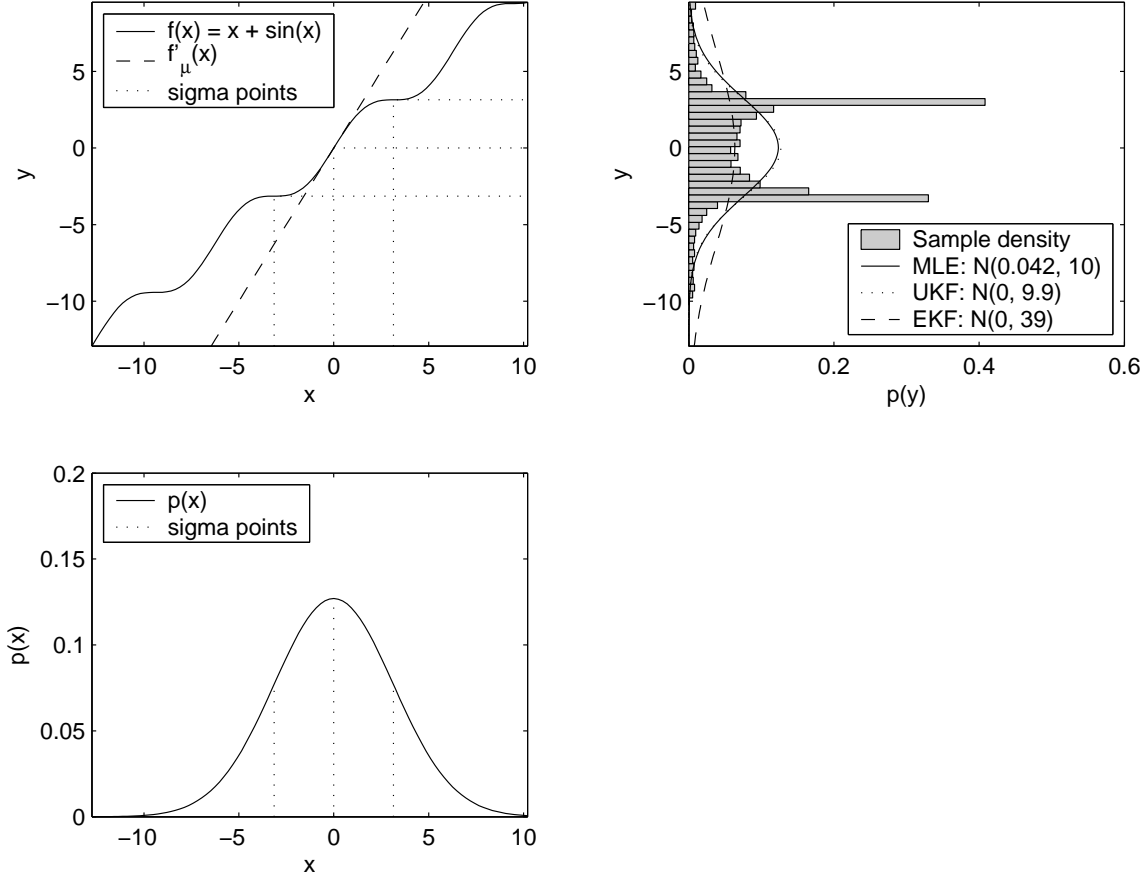 f(x) = x + sin(x)
f'μ(x)
sigma points
5
0
−5
−10
y
−10
−5
0
5
10
x
5
0
−5
−10
y
Sample density
MLE: N(0.042, 10)
UKF: N(0, 9.9)
EKF: N(0, 39)
0
0.2
0.4
0.6
p(y)
0.2
0.15
0.1
0.05
0
p(x)
p(x)
sigma points
−10
−5
0
5
10
x